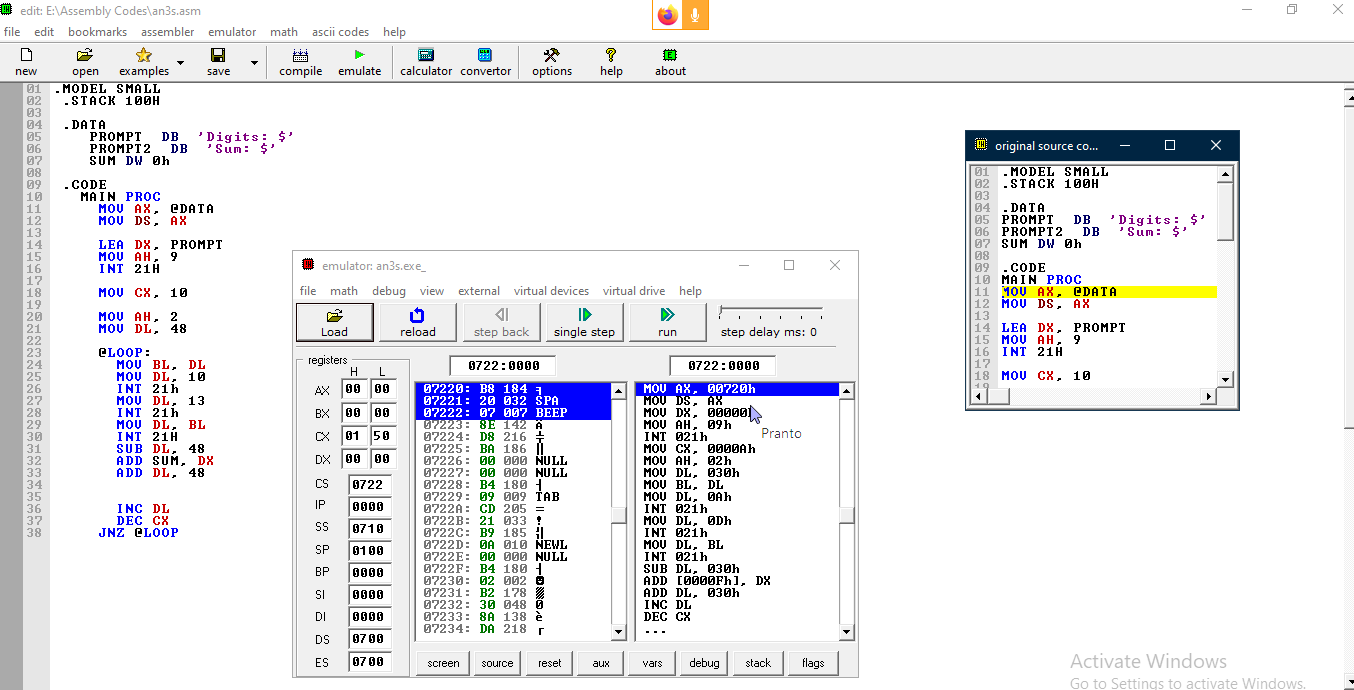 edit: E:\Assembly Codes\an3s.asm
file edit bookmarks assembler emulator math ascii codes help
new open examples save compile emulate calculator convertor options help about
01 .MODEL SMALL
02 .STACK 100H
03
04 .DATA
05 PROMPT DB 'Digits: $'
06 PROMPT2 DB 'Sum: $'
07 SUM DW 0h
08
09 .CODE
10 MAIN PROC
11 MOV AX, @DATA
12 MOV DS, AX
13
14 LEA DX, PROMPT
15 MOV AH, 9
16 INT 21H
17
18 MOV CX, 10
19
20 MOV AH, 2
21 MOV DL, 48
22
23 @LOOP:
24 MOV BL, DL
25 MOV DL, 10
26 INT 21h
27 MOV DL, 13
28 INT 21h
29 MOV DL, BL
30 INT 21H
31 SUB DL, 48
32 ADD SUM, DX
33 ADD DL, 48
34
35
36 INC DL
37 DEC CX
38 JNZ @LOOP
emulator: an3s.exe_
file math debug view external virtual devices virtual drive help
Load reload step back single step run step delay ms: 0
registers
H L
AX 00 00
BX 00 00
CX 01 50
DX 00 00
CS 0722
IP 0000
SS 0710
SP 0100
BP 0000
SI 0000
DI 0000
DS 0700
ES 0700
0722:0000
07220: B8 184 ╕
07221: 20 032 SPA
07222: 07 007 BEEP
07223: 8E 142 Ä
07224: D8 216 ╪
07225: BA 186 ║
07226: 00 000 NULL
07227: 00 000 NULL
07228: B4 180 ┤
07229: 09 009 TAB
0722A: CD 205 =
0722B: 21 033 !
0722C: B9 185 ╣
0722D: 0A 010 NEWL
0722E: 00 000 NULL
0722F: B4 180 ┤
07230: 02 002 ☻
07231: B2 178 ▓
07232: 30 048 0
07233: 8A 138 è
07234: DA 218 ┌
0722:0000
MOV AX, 00720h
MOV DS, AX
MOV DX, 00000h
MOV AH, 09h
INT 021h
MOV CX, 0000Ah
MOV AH, 02h
MOV DL, 030h
MOV BL, DL
MOV DL, 0Ah
INT 021h
MOV DL, 0Dh
INT 021h
MOV DL, BL
INT 021h
SUB DL, 030h
ADD [0000Fh], DX
ADD DL, 030h
INC DL
DEC CX
...
Pranto
screen source reset aux vars debug stack flags
original source co...
01 .MODEL SMALL
02 .STACK 100H
03
04 .DATA
05 PROMPT DB 'Digits: $'
06 PROMPT2 DB 'Sum: $'
07 SUM DW 0h
08
09 .CODE
10 MAIN PROC
11 MOV AX, @DATA
12 MOV DS, AX
13
14 LEA DX, PROMPT
15 MOV AH, 9
16 INT 21H
17
18 MOV CX, 10
19
Activate Windows
Go to Settings to activate Windows.